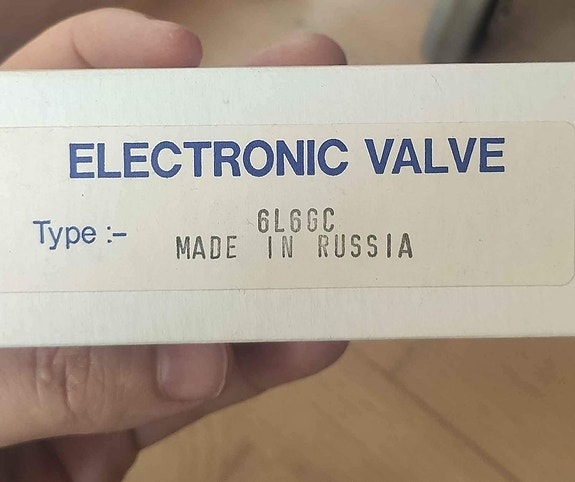 ELECTRONIC VALVE
Type :- 6L6GC
MADE IN RUSSIA